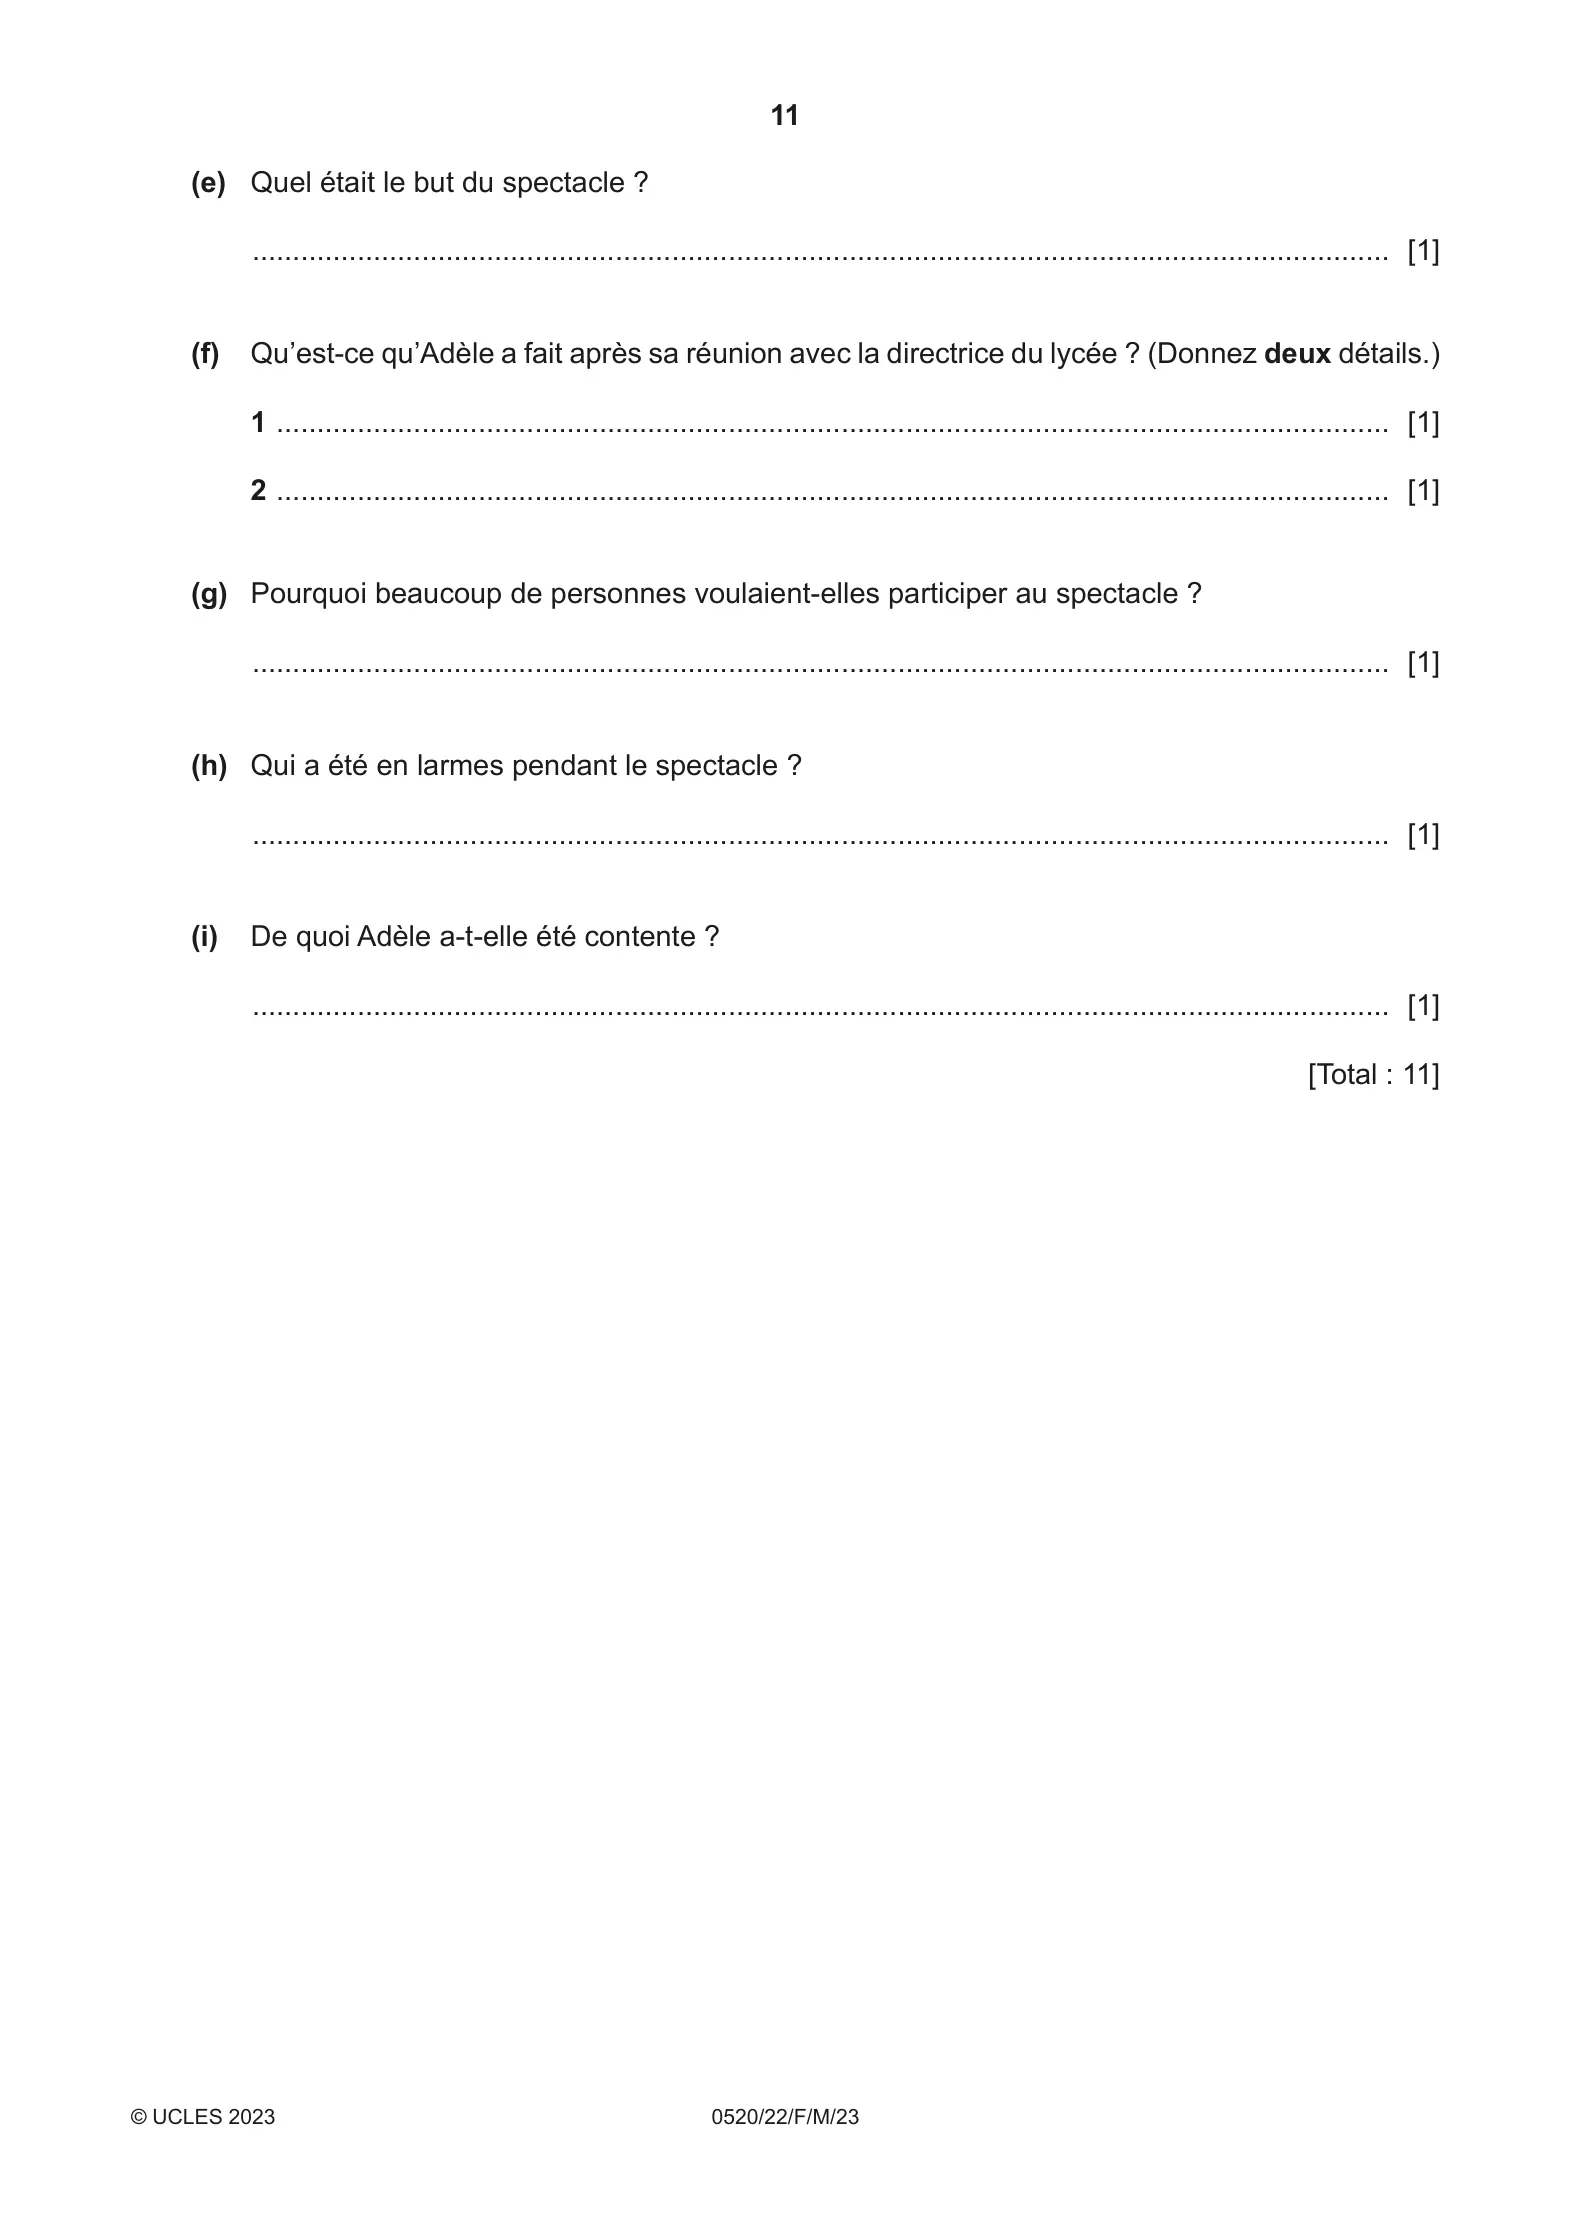 11
(e) Quel était le but du spectacle ?
.......................................................................................................................................... [1]
(f) Qu’est-ce qu’Adèle a fait après sa réunion avec la directrice du lycée ? (Donnez deux détails.)
1 ....................................................................................................................................... [1]
2 ....................................................................................................................................... [1]
(g) Pourquoi beaucoup de personnes voulaient-elles participer au spectacle ?
.......................................................................................................................................... [1]
(h) Qui a été en larmes pendant le spectacle ?
.......................................................................................................................................... [1]
(i) De quoi Adèle a-t-elle été contente ?
.......................................................................................................................................... [1]
[Total : 11]
© UCLES 2023 0520/22/F/M/23